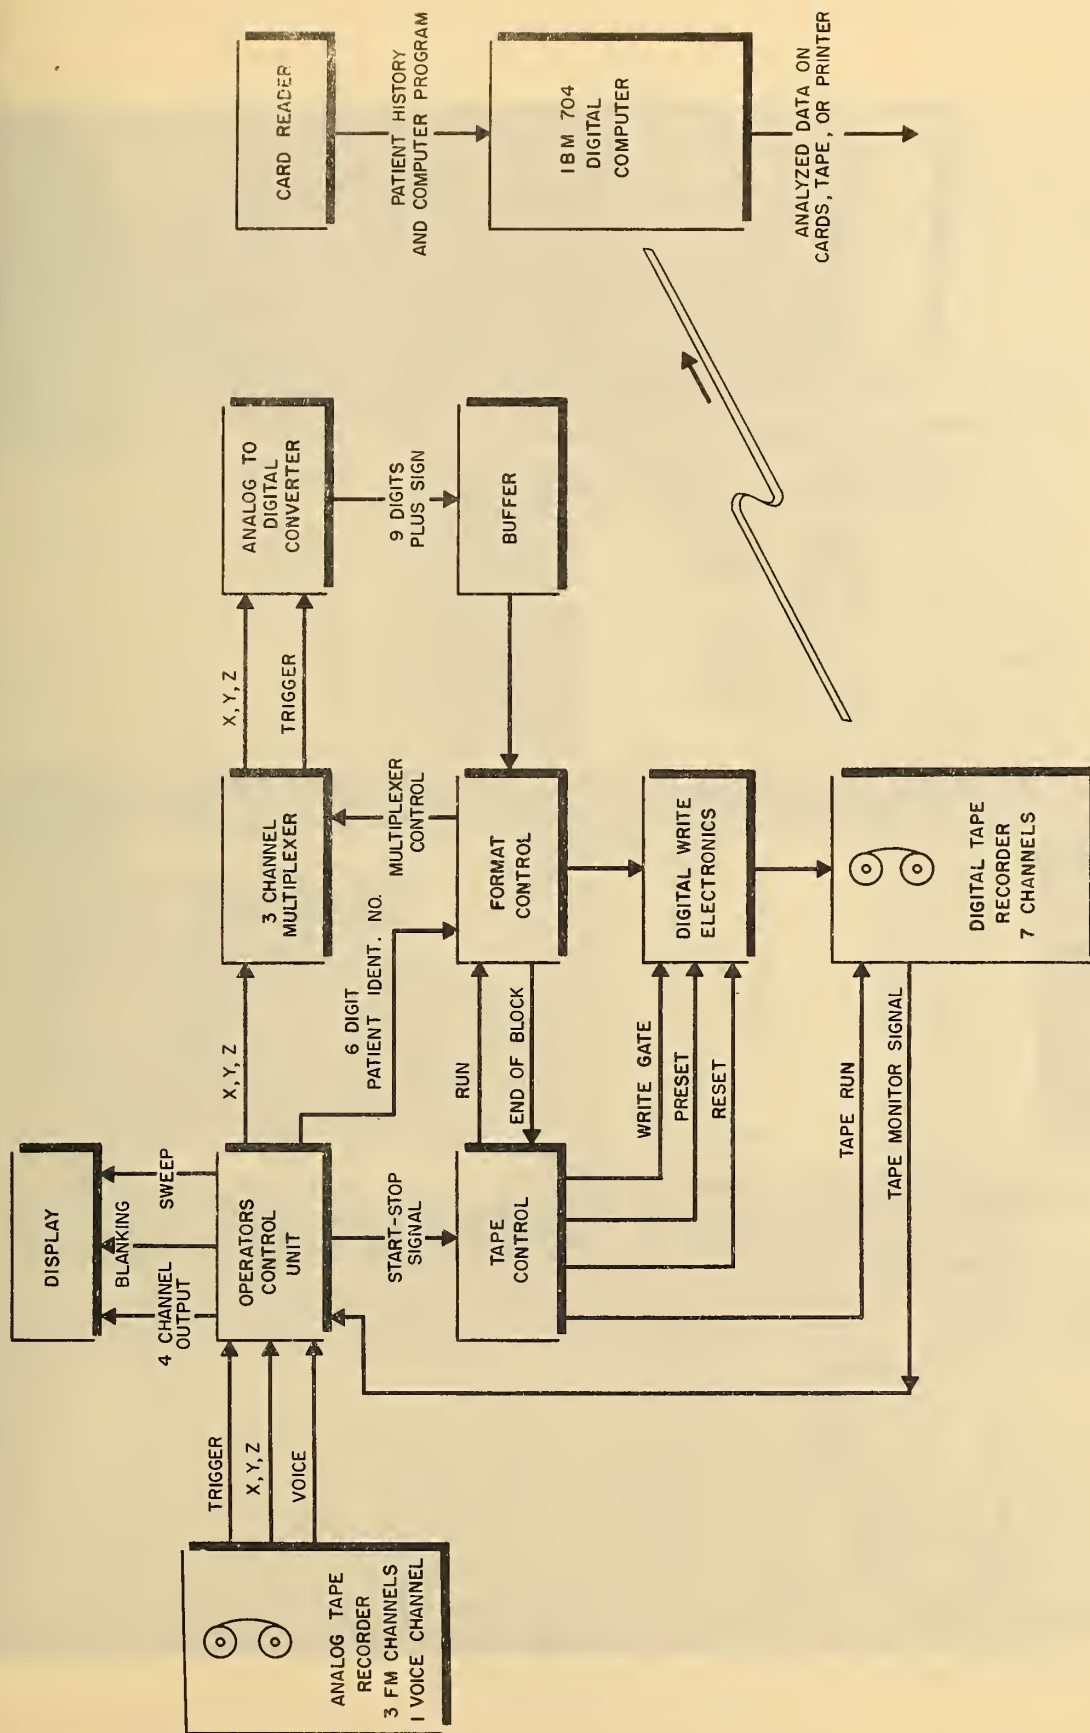 DISPLAY
4 CHANNEL
OUTPUT
BLANKING
SWEEP
ANALOG TAPE
RECORDER
3 FM CHANNELS
1 VOICE CHANNEL
TRIGGER
X, Y, Z
VOICE
OPERATORS
CONTROL
UNIT
X, Y, Z
3 CHANNEL
MULTIPLEXER
X, Y, Z
TRIGGER
ANALOG TO
DIGITAL
CONVERTER
CARD READER
START-STOP
SIGNAL
6 DIGIT
PATIENT IDENT. NO.
MULTIPLEXER
CONTROL
9 DIGITS
PLUS SIGN
PATIENT HISTORY
AND COMPUTER PROGRAM
TAPE
CONTROL
RUN
END OF BLOCK
FORMAT
CONTROL
BUFFER
IBM 704
DIGITAL
COMPUTER
WRITE GATE
PRESET
RESET
DIGITAL WRITE
ELECTRONICS
ANALYZED DATA ON
CARDS, TAPE, OR PRINTER
TAPE RUN
TAPE MONITOR SIGNAL
DIGITAL TAPE
RECORDER
7 CHANNELS